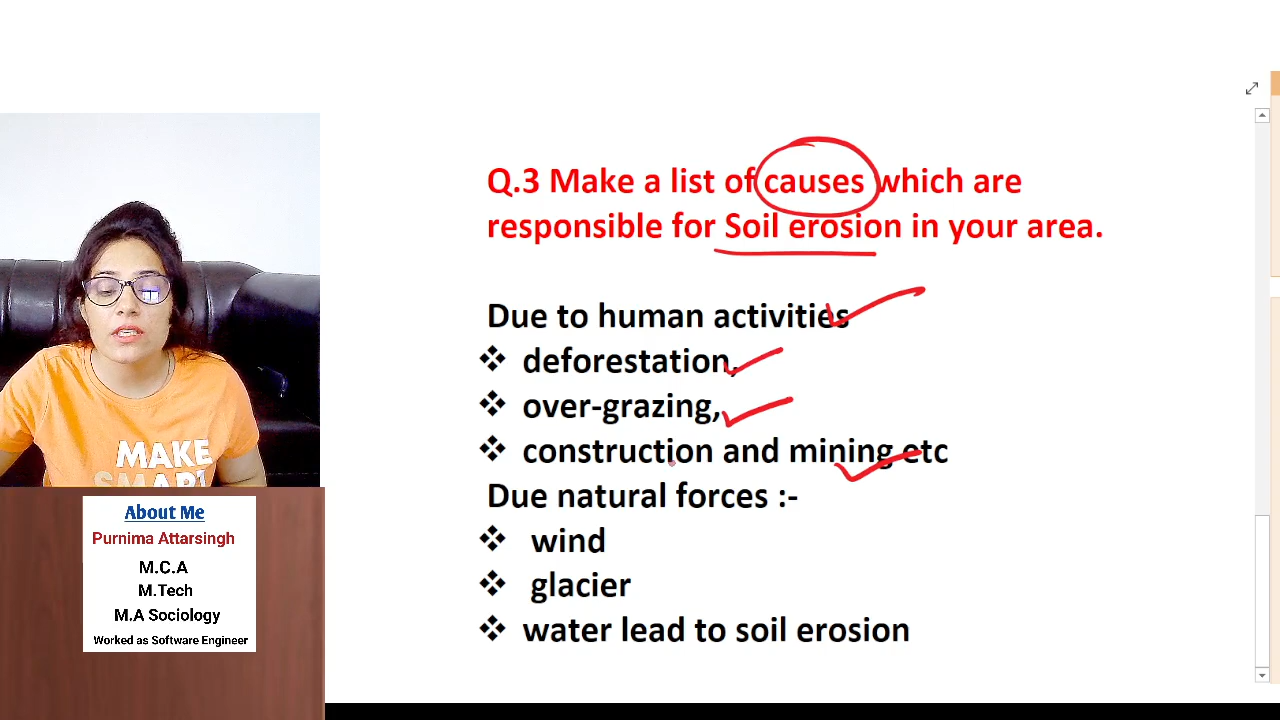 Q.3 Make a list of causes which are
responsible for Soil erosion in your area.
Due to human activities
❖ deforestation,
❖ over-grazing,
❖ construction and mining etc
Due natural forces :-
❖ wind
❖ glacier
❖ water lead to soil erosion
MAKE
SMART
About Me
Purnima Attarsingh
M.C.A
M.Tech
M.A Sociology
Worked as Software Engineer